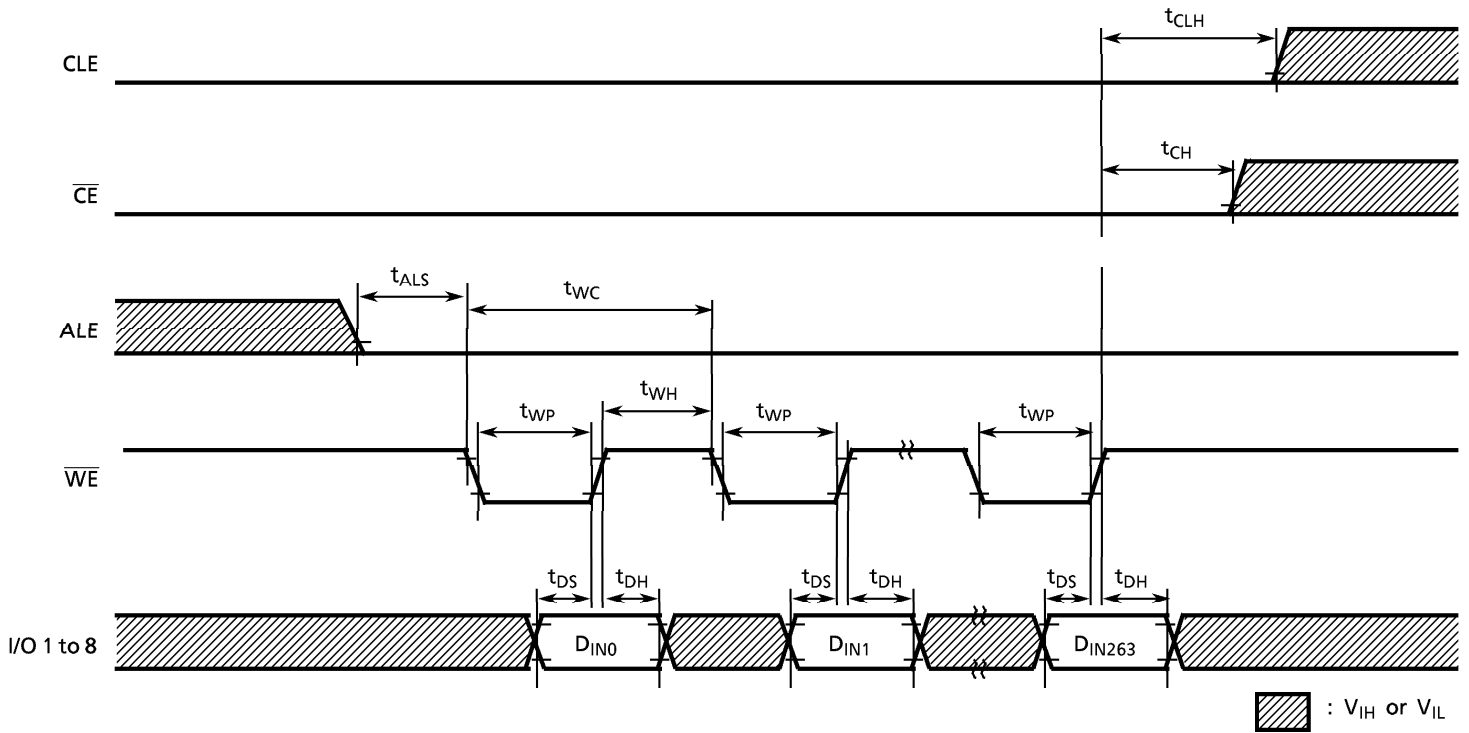 tCLH
CLE
tCH
CE
tALS
tWC
ALE
tWH
tWP tWP tWP
WE
tDS tDH tDS tDH tDS tDH
I/O 1 to 8 DIN0 DIN1 DIN263
: VIH or VIL